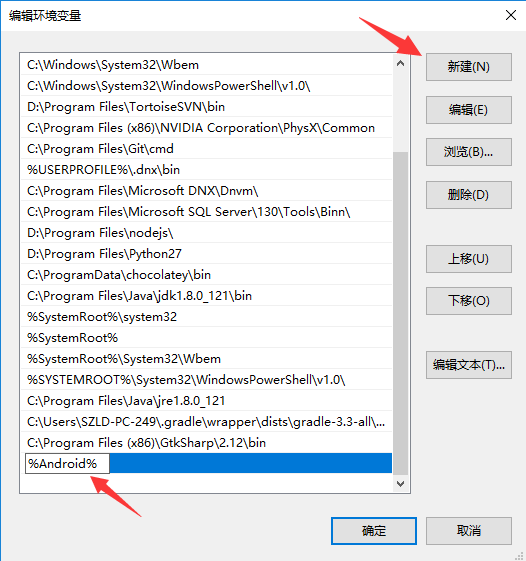 编辑环境变量
C:\Windows\System32\Wbem
C:\Windows\System32\WindowsPowerShell\v1.0\
D:\Program Files\TortoiseSVN\bin
C:\Program Files (x86)\NVIDIA Corporation\PhysX\Common
C:\Program Files\Git\cmd
%USERPROFILE%\.dnx\bin
C:\Program Files\Microsoft DNX\Dnvm\
C:\Program Files\Microsoft SQL Server\130\Tools\Binn\
D:\Program Files\nodejs\
D:\Program Files\Python27
C:\ProgramData\chocolatey\bin
C:\Program Files\Java\jdk1.8.0_121\bin
%SystemRoot%\system32
%SystemRoot%
%SystemRoot%\System32\Wbem
%SYSTEMROOT%\System32\WindowsPowerShell\v1.0\
C:\Program Files\Java\jre1.8.0_121
C:\Users\SZLD-PC-249\.gradle\wrapper\dists\gradle-3.3-all\...
C:\Program Files (x86)\GtkSharp\2.12\bin
%Android%
新建(N)
编辑(E)
浏览(B)...
删除(D)
上移(U)
下移(O)
编辑文本(T)...
确定
取消